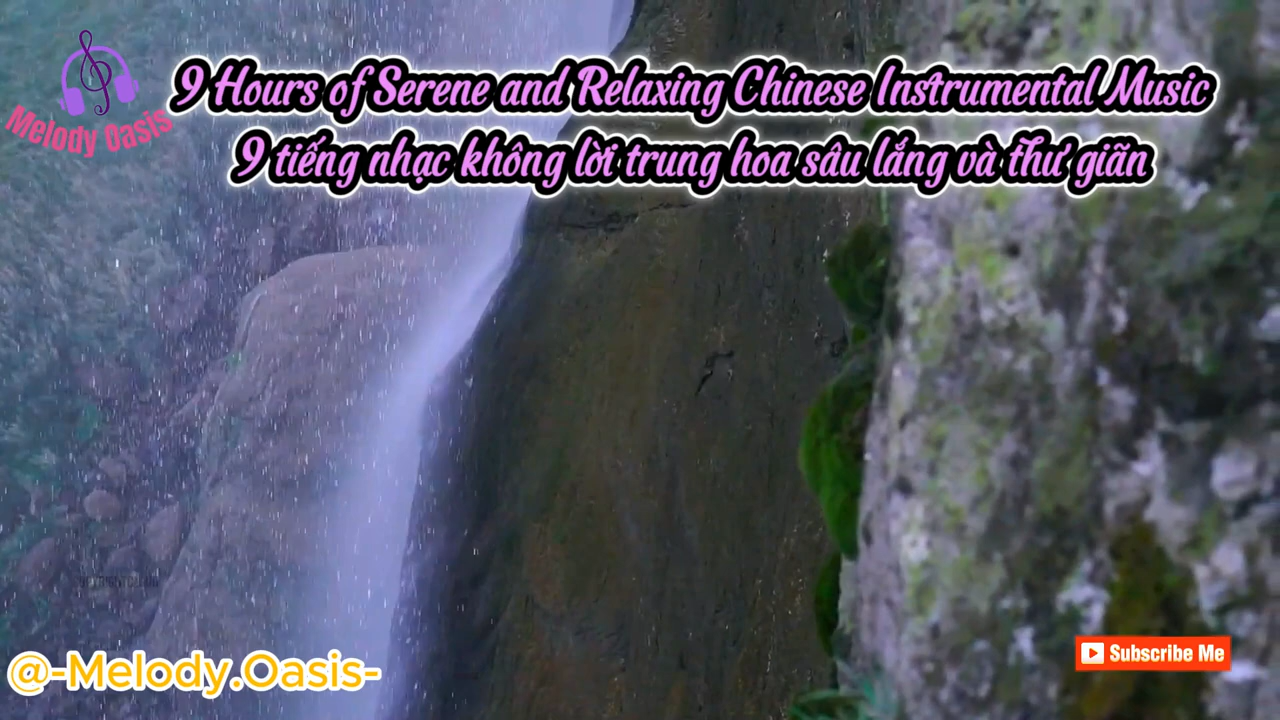 Melody Oasis
9 Hours of Serene and Relaxing Chinese Instrumental Music
9 tiếng nhạc không lời trung hoa sâu lắng và thư giãn
@-Melody.Oasis-
Subscribe Me